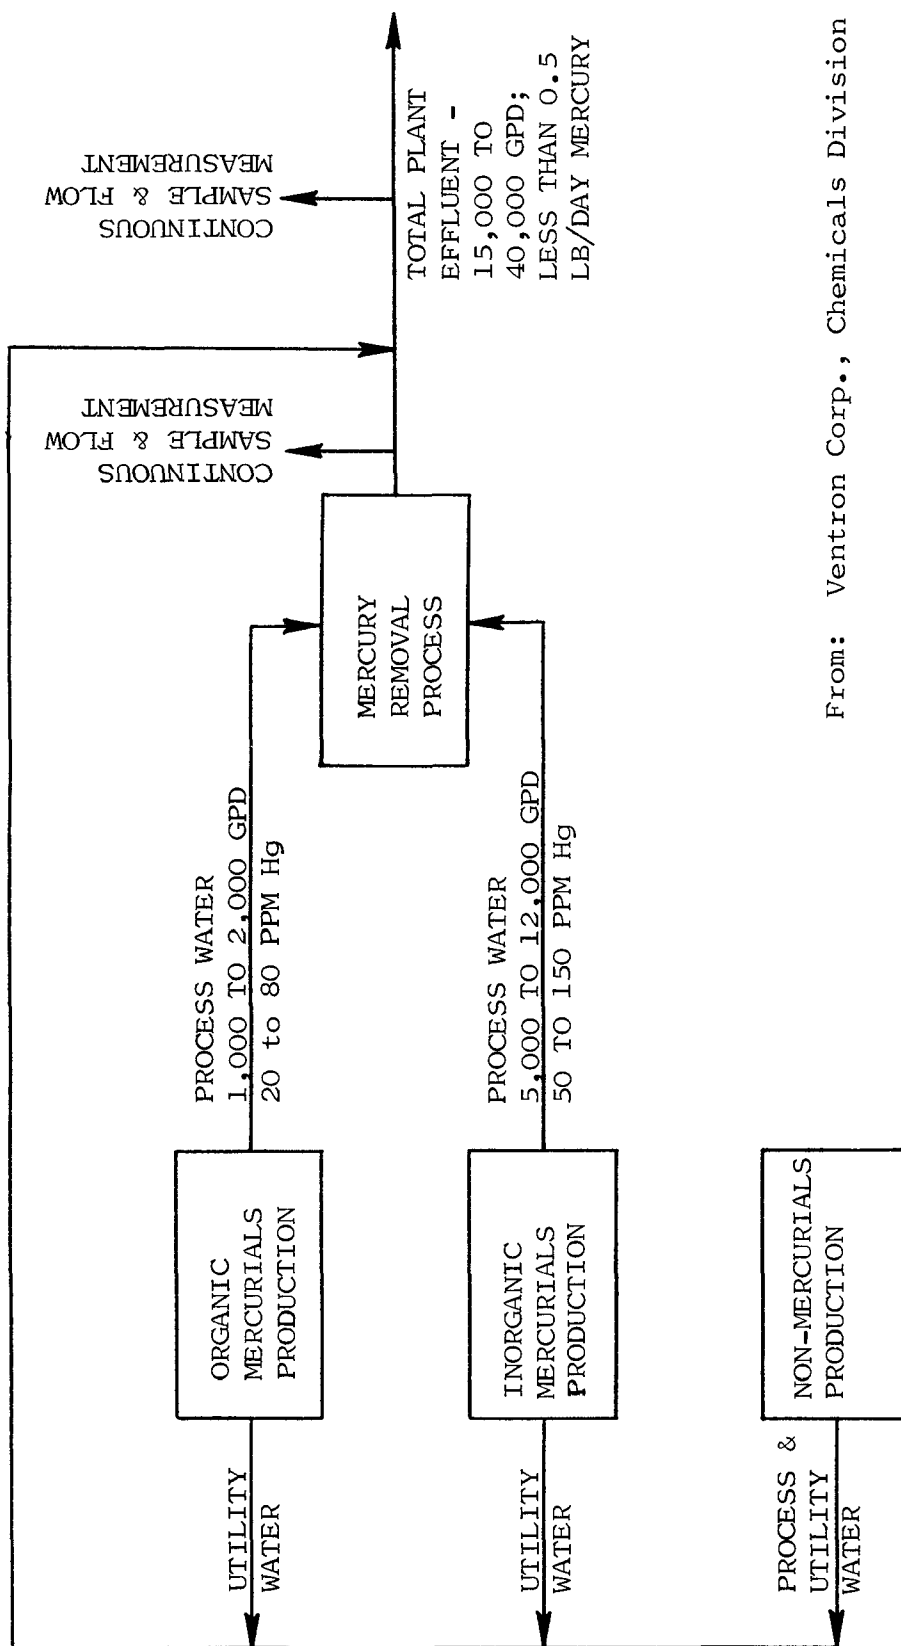 UTILITY
WATER
ORGANIC
MERCURIALS
PRODUCTION
PROCESS WATER
1,000 TO 2,000 GPD
20 to 80 PPM Hg
UTILITY
WATER
INORGANIC
MERCURIALS
PRODUCTION
PROCESS WATER
5,000 TO 12,000 GPD
50 TO 150 PPM Hg
PROCESS &
UTILITY
WATER
NON-MERCURIALS
PRODUCTION
MERCURY
REMOVAL
PROCESS
CONTINUOUS
SAMPLE & FLOW
MEASUREMENT
CONTINUOUS
SAMPLE & FLOW
MEASUREMENT
TOTAL PLANT
EFFLUENT -
15,000 TO
40,000 GPD;
LESS THAN 0.5
LB/DAY MERCURY
From: Ventron Corp., Chemicals Division